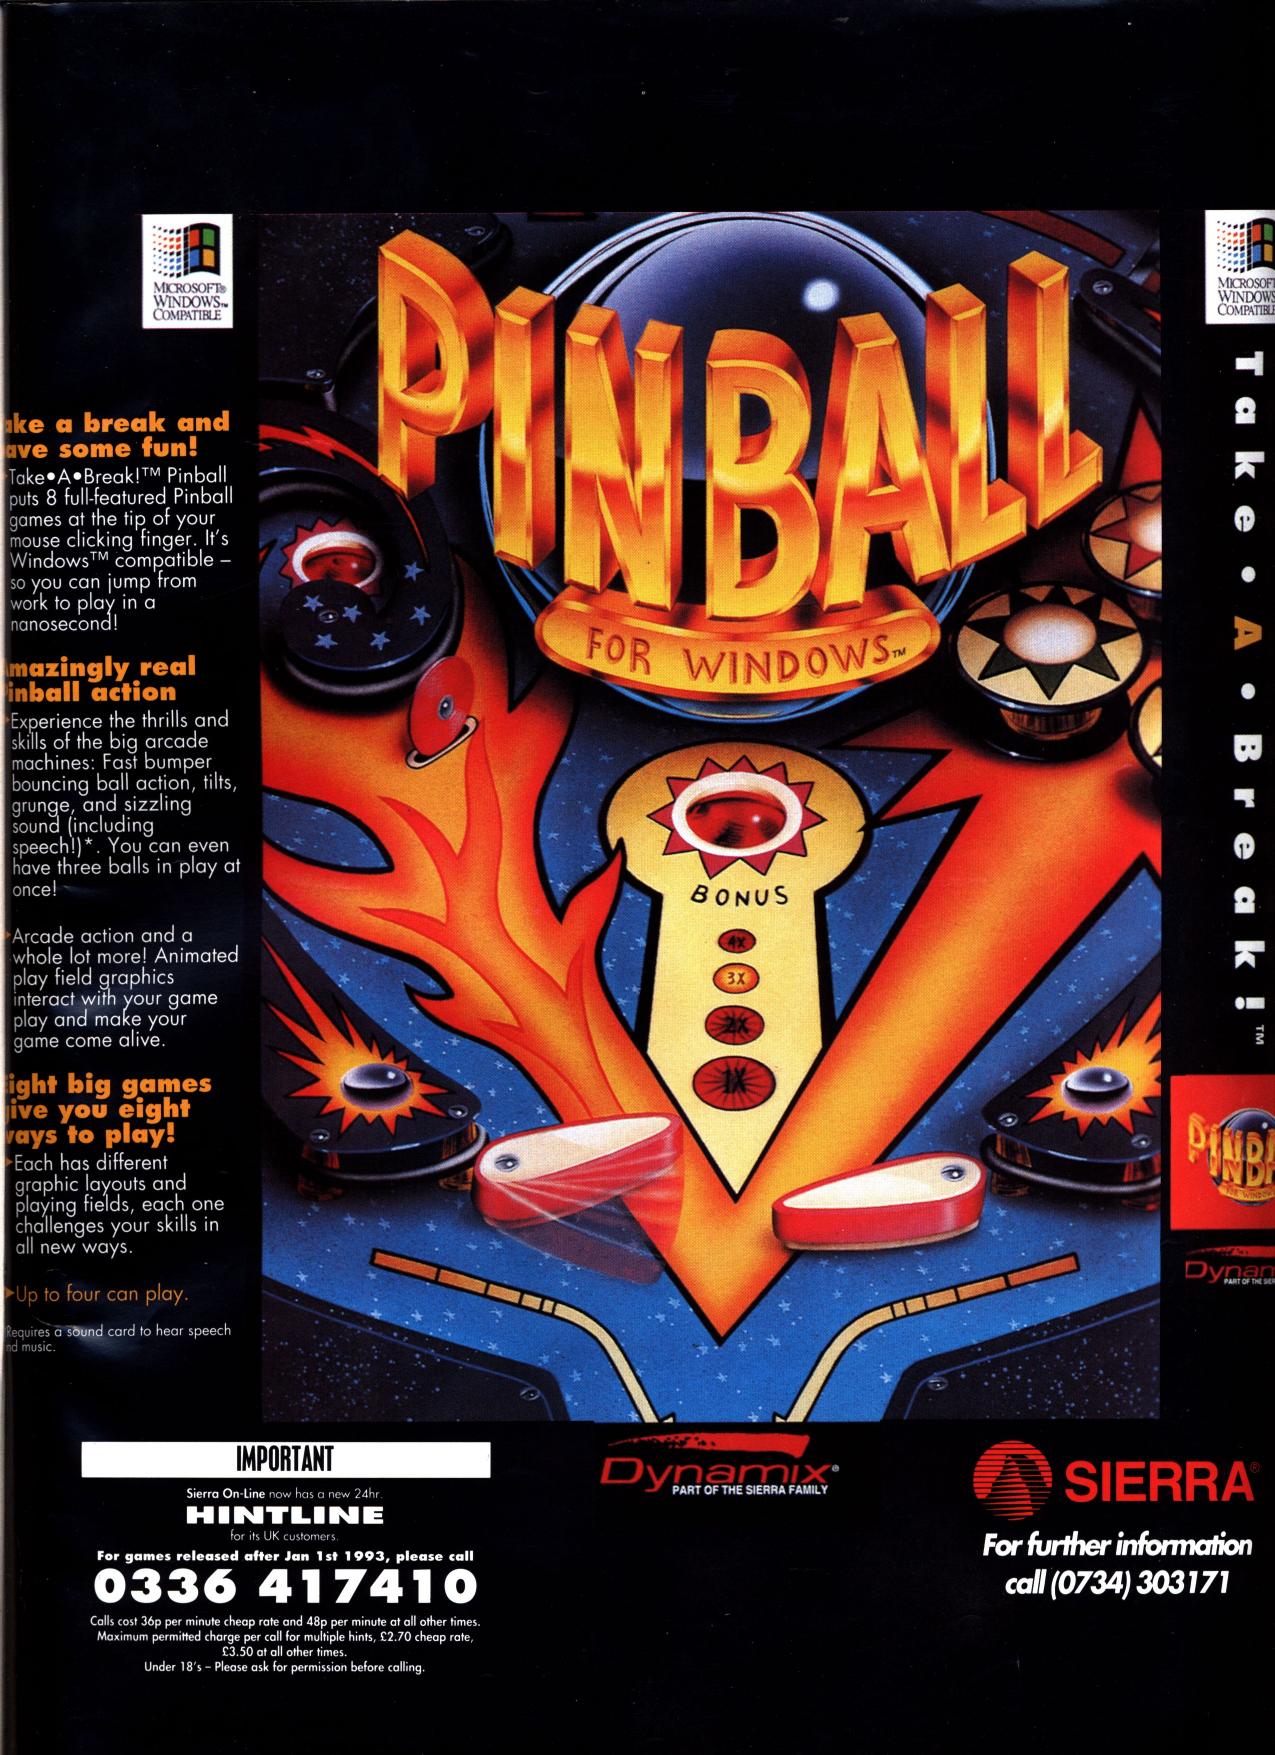 MICROSOFT®
WINDOWS™
COMPATIBLE
ke a break and
ve some fun!
Take•A•Break!™ Pinball
puts 8 full-featured Pinball
games at the tip of your
mouse clicking finger. It's
Windows™ compatible –
so you can jump from
work to play in a
nanosecond!
mazingly real
inball action
Experience the thrills and
skills of the big arcade
machines: Fast bumper
bouncing ball action, tilts,
grunge, and sizzling
sound (including
speech!)*. You can even
have three balls in play at
once!
Arcade action and a
whole lot more! Animated
play field graphics
interact with your game
play and make your
game come alive.
ight big games
ive you eight
ays to play!
Each has different
graphic layouts and
playing fields, each one
challenges your skills in
all new ways.
Up to four can play.
Requires a sound card to hear speech
nd music.
PINBALL
FOR WINDOWS™
BONUS
4X
3X
2X
1X
MICROSOFT
WINDOWS
COMPATIBLE
Take•A•Break!™
PINBA
FOR WINDOW
Dynam
PART OF THE SIER
IMPORTANT
Sierra On-Line now has a new 24hr.
HINTLINE
for its UK customers.
For games released after Jan 1st 1993, please call
0336 417410
Calls cost 36p per minute cheap rate and 48p per minute at all other times.
Maximum permitted charge per call for multiple hints, £2.70 cheap rate,
£3.50 at all other times.
Under 18's – Please ask for permission before calling.
Dynamix®
PART OF THE SIERRA FAMILY
SIERRA®
For further information
call (0734) 303171